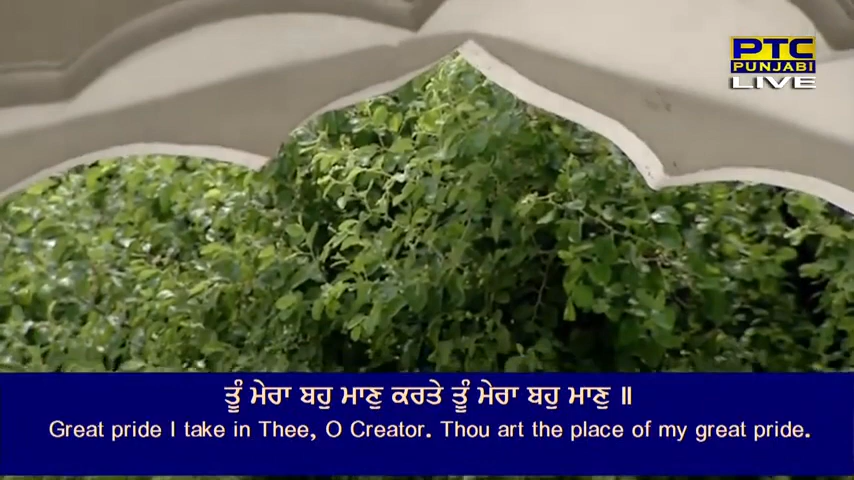 PTC
PUNJABI
LIVE
ਤੂੰ ਮੇਰਾ ਬਹੁ ਮਾਣੁ ਕਰਤੇ ਤੂੰ ਮੇਰਾ ਬਹੁ ਮਾਣੁ ॥
Great pride I take in Thee, O Creator. Thou art the place of my great pride.